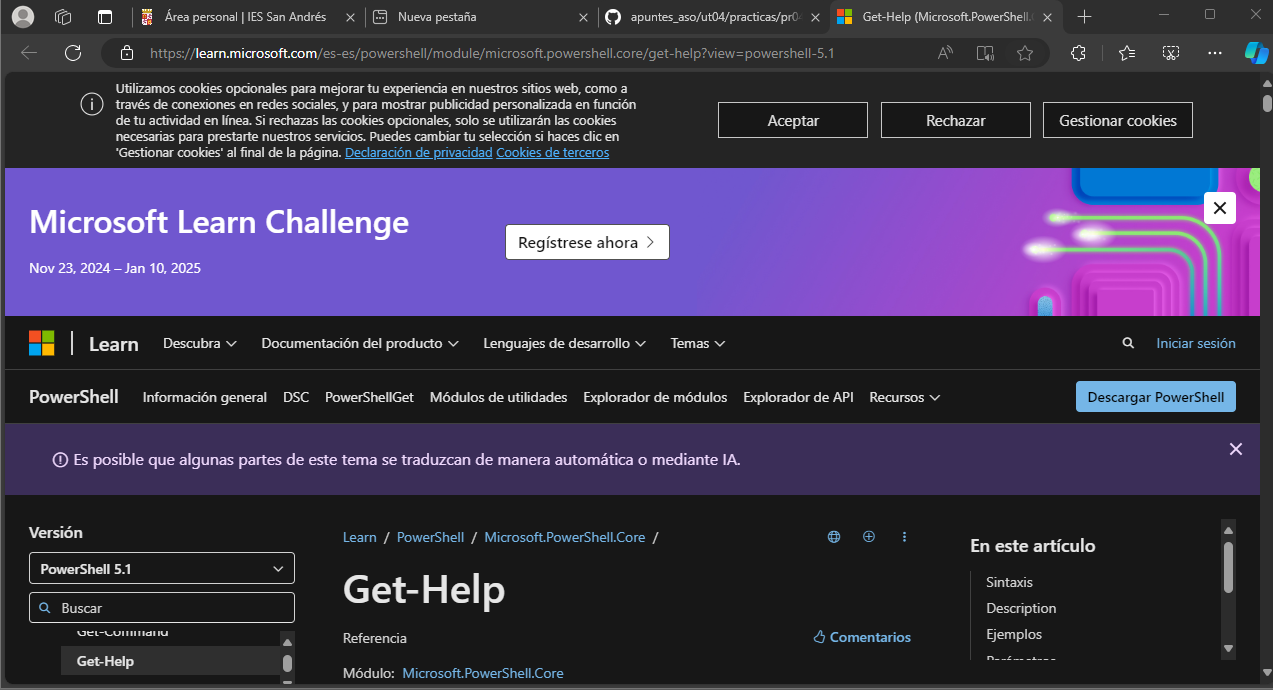 Área personal | IES San Andrés
Nueva pestaña
apuntes_aso/ut04/practicas/pr04
Get-Help (Microsoft.PowerShell.
https://learn.microsoft.com/es-es/powershell/module/microsoft.powershell.core/get-help?view=powershell-5.1
Utilizamos cookies opcionales para mejorar tu experiencia en nuestros sitios web, como a
través de conexiones en redes sociales, y para mostrar publicidad personalizada en función
de tu actividad en línea. Si rechazas las cookies opcionales, solo se utilizarán las cookies
necesarias para prestarte nuestros servicios. Puedes cambiar tu selección si haces clic en
'Gestionar cookies' al final de la página. Declaración de privacidad Cookies de terceros
Aceptar
Rechazar
Gestionar cookies
Microsoft Learn Challenge
Nov 23, 2024 – Jan 10, 2025
Regístrese ahora
Learn
Descubra
Documentación del producto
Lenguajes de desarrollo
Temas
Iniciar sesión
PowerShell
Información general
DSC
PowerShellGet
Módulos de utilidades
Explorador de módulos
Explorador de API
Recursos
Descargar PowerShell
Es posible que algunas partes de este tema se traduzcan de manera automática o mediante IA.
Versión
PowerShell 5.1
Buscar
Get-Command
Get-Help
Learn / PowerShell / Microsoft.PowerShell.Core /
Get-Help
Referencia
Comentarios
Módulo: Microsoft.PowerShell.Core
En este artículo
Sintaxis
Description
Ejemplos
Parámetros